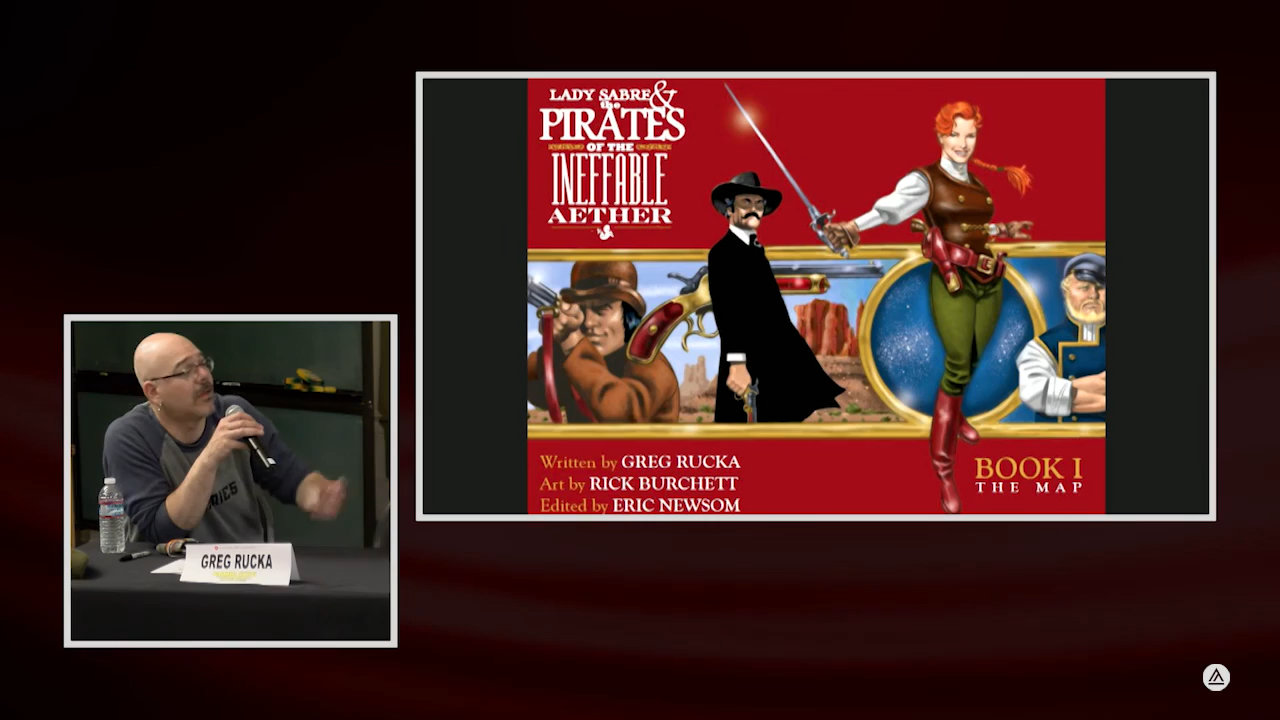 LADY SABRE &
the
PIRATES
OF THE
INEFFABLE
AETHER
Written by GREG RUCKA
Art by RICK BURCHETT
Edited by ERIC NEWSOM
BOOK I
THE MAP
GREG RUCKA